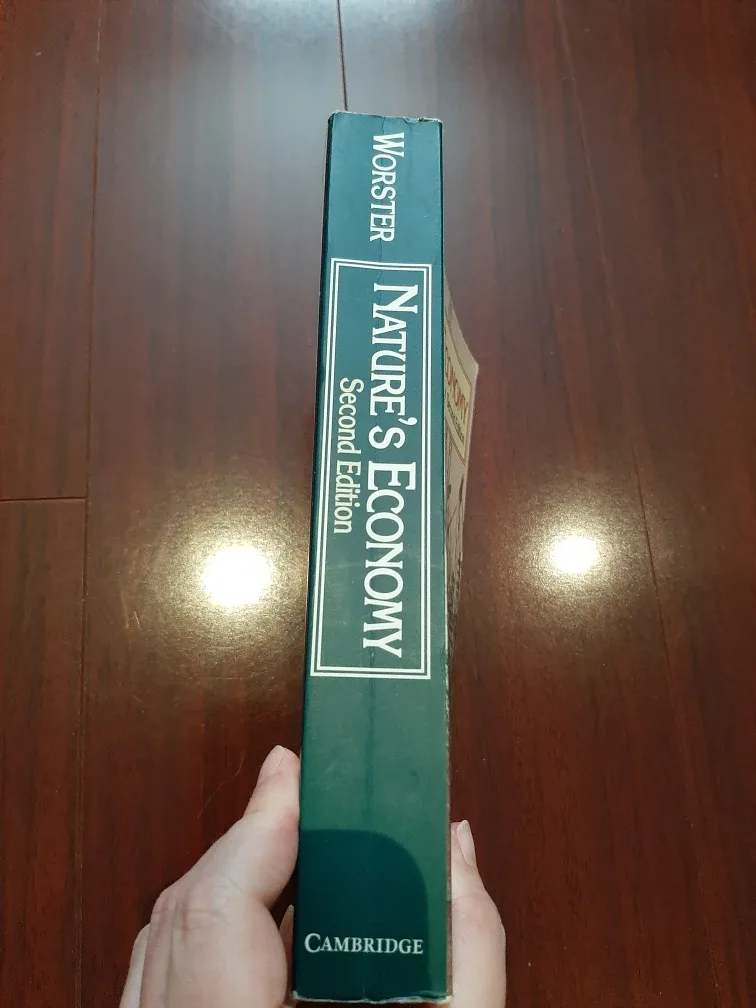 WORSTER
NATURE'S ECONOMY
Second Edition
CAMBRIDGE